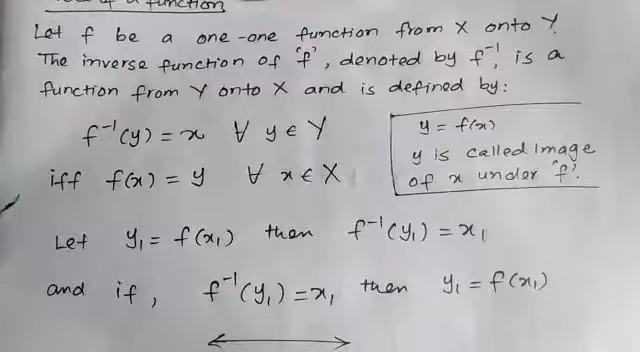 of a function
Let f be a one-one function from X onto Y.
The inverse function of 'f', denoted by f⁻¹, is a
function from Y onto X and is defined by:
f⁻¹(y) = x ∀ y ∈ Y
iff f(x) = y ∀ x ∈ X
y = f(x)
y is called image
of x under 'f'.
Let y₁ = f(x₁) then f⁻¹(y₁) = x₁
and if, f⁻¹(y₁) = x₁ then y₁ = f(x₁)